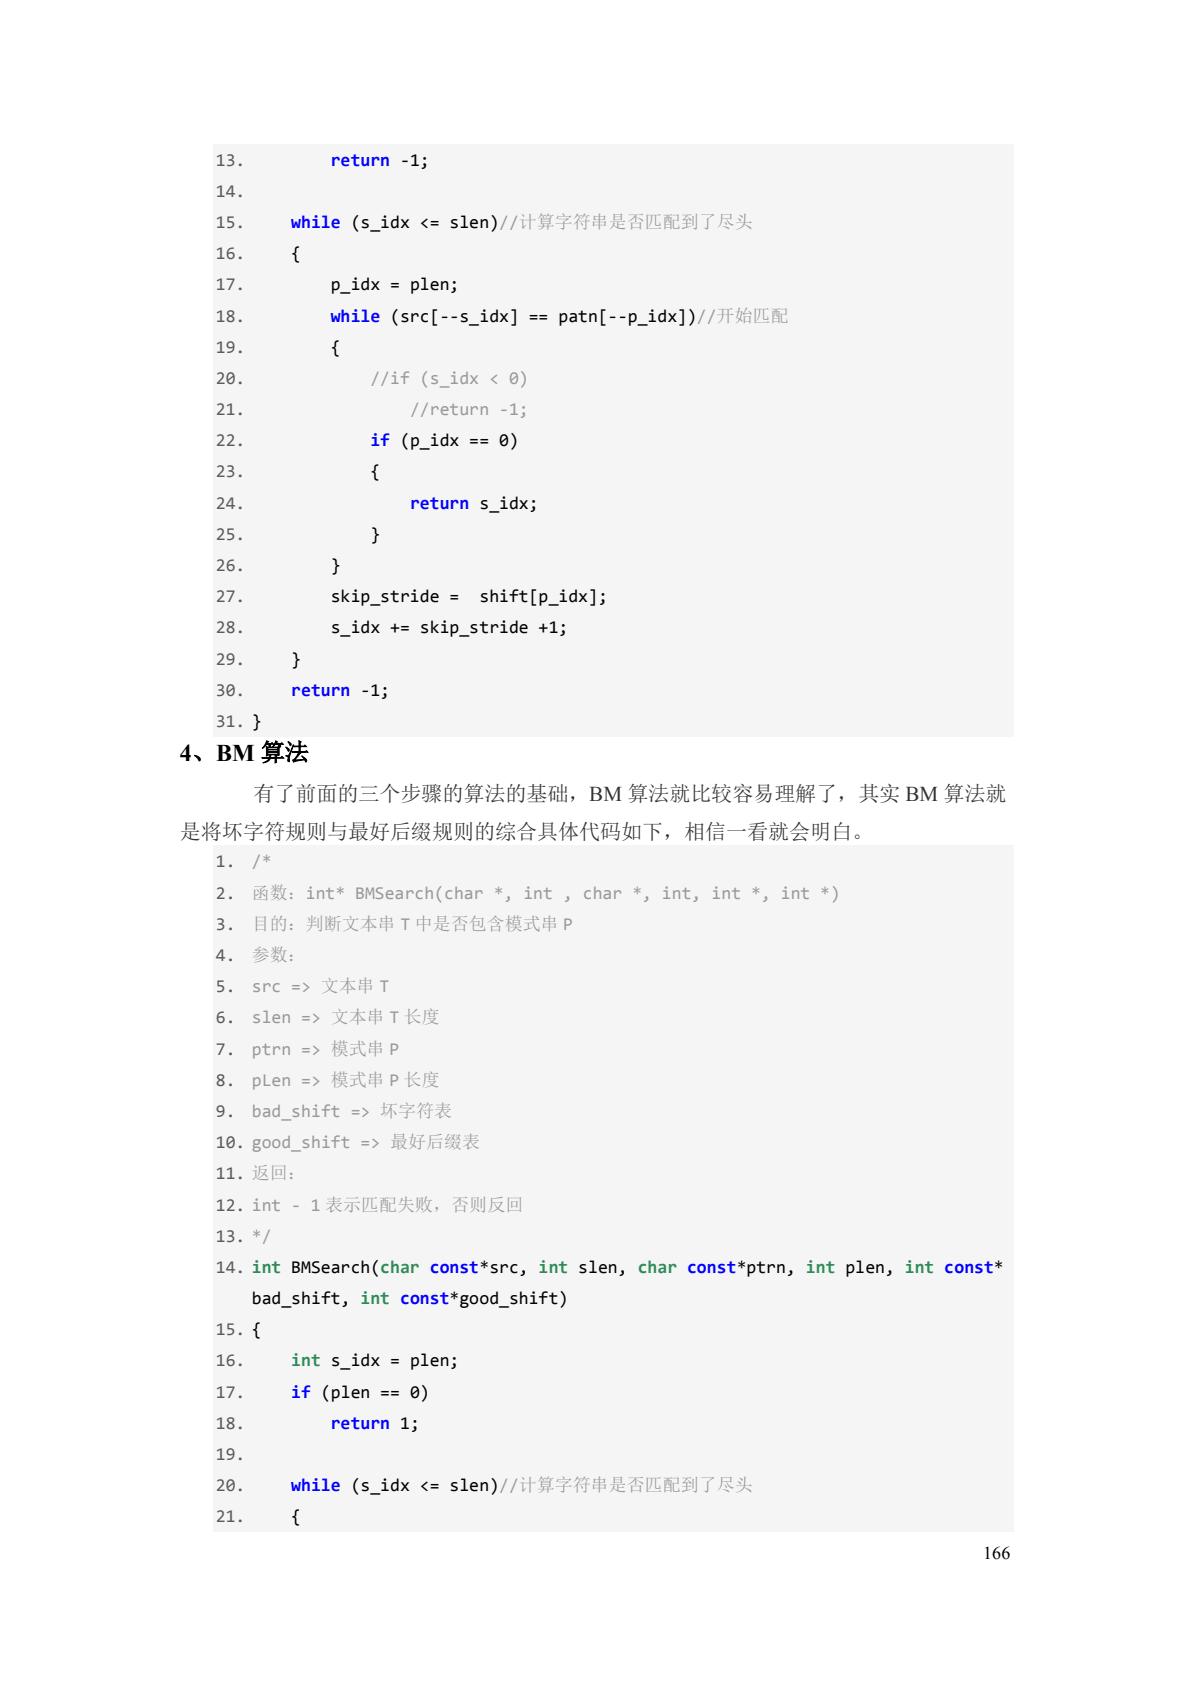 13.         return -1;
14.
15.     while (s_idx <= slen)//计算字符串是否匹配到了尽头
16.     {
17.         p_idx = plen;
18.         while (src[--s_idx] == patn[--p_idx])//开始匹配
19.         {
20.             //if (s_idx < 0)
21.                 //return -1;
22.             if (p_idx == 0)
23.             {
24.                 return s_idx;
25.             }
26.         }
27.         skip_stride =  shift[p_idx];
28.         s_idx += skip_stride +1;
29.     }
30.     return -1;
31. }
4、BM 算法
有了前面的三个步骤的算法的基础，BM 算法就比较容易理解了，其实 BM 算法就
是将坏字符规则与最好后缀规则的综合具体代码如下，相信一看就会明白。
1. /*
2. 函数：int* BMSearch(char *, int , char *, int, int *, int *)
3. 目的：判断文本串 T 中是否包含模式串 P
4. 参数：
5. src => 文本串 T
6. slen => 文本串 T 长度
7. ptrn => 模式串 P
8. pLen => 模式串 P 长度
9. bad_shift => 坏字符表
10. good_shift => 最好后缀表
11. 返回：
12. int - 1 表示匹配失败，否则反回
13. */
14. int BMSearch(char const*src, int slen, char const*ptrn, int plen, int const*
bad_shift, int const*good_shift)
15. {
16.     int s_idx = plen;
17.     if (plen == 0)
18.         return 1;
19.
20.     while (s_idx <= slen)//计算字符串是否匹配到了尽头
21.     {
166